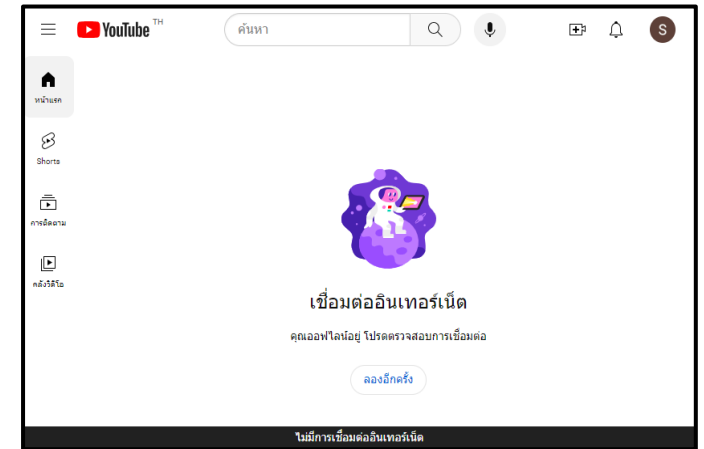 YouTube TH
ค้นหา
S
หน้าแรก
Shorts
การติดตาม
คลังวิดีโอ
เชื่อมต่ออินเทอร์เน็ต
คุณออฟไลน์อยู่ โปรดตรวจสอบการเชื่อมต่อ
ลองอีกครั้ง
ไม่มีการเชื่อมต่ออินเทอร์เน็ต